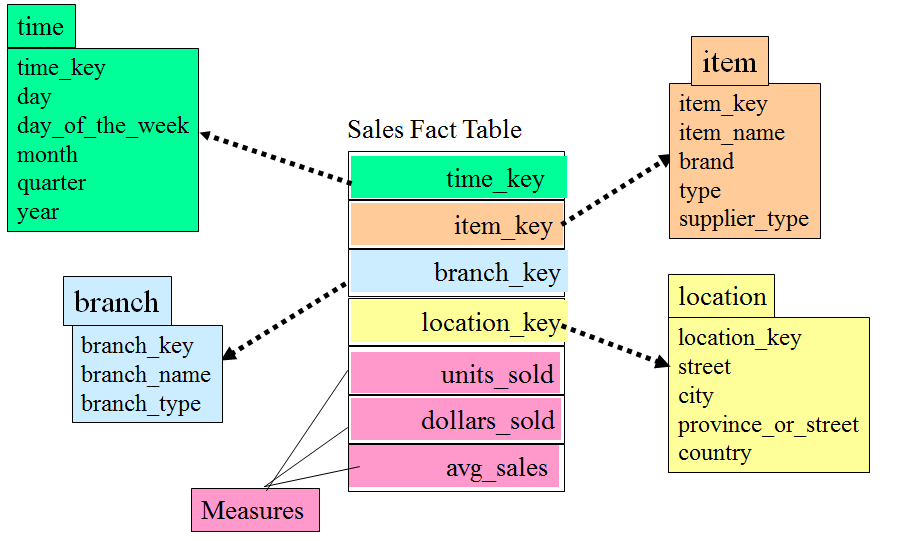 time
time_key
day
day_of_the_week
month
quarter
year
item
item_key
item_name
brand
type
supplier_type
Sales Fact Table
time_key
item_key
branch_key
location_key
units_sold
dollars_sold
avg_sales
branch
branch_key
branch_name
branch_type
location
location_key
street
city
province_or_street
country
Measures